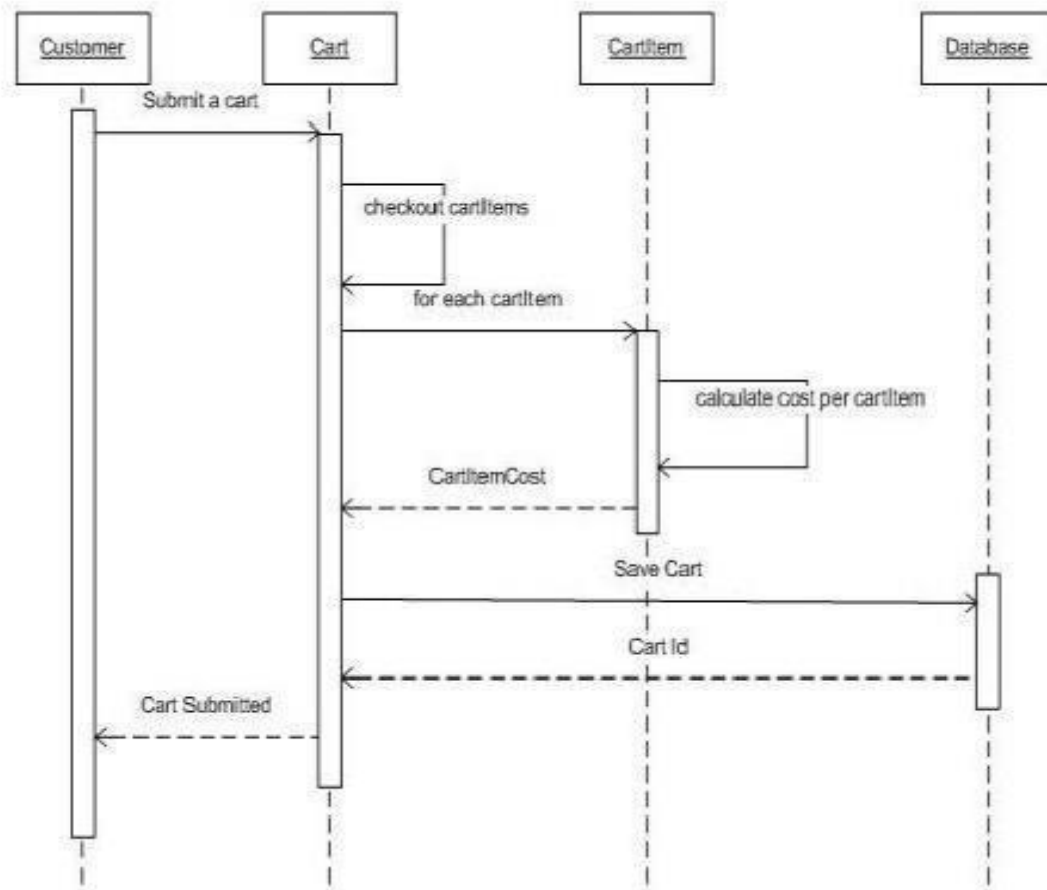 Customer
Cart
CartItem
Database
Submit a cart
checkout cartItems
for each cartItem
calculate cost per cartItem
CartItemCost
Save Cart
Cart Id
Cart Submitted